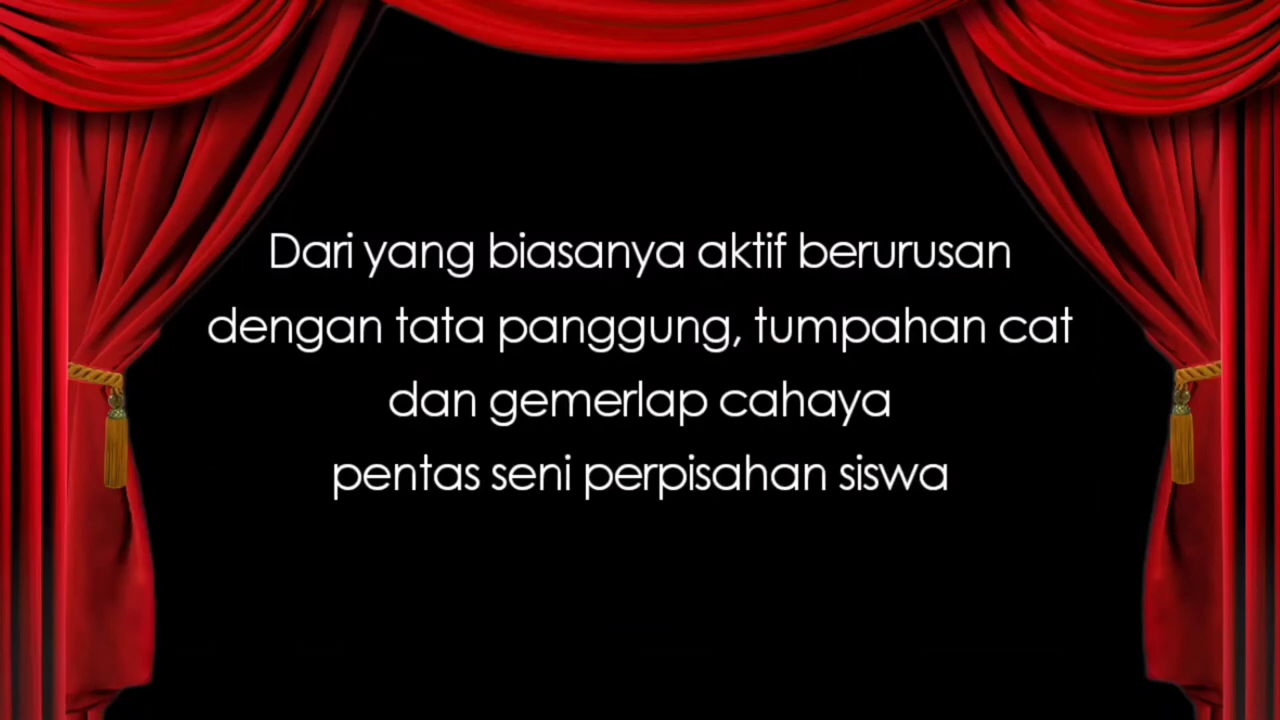 Dari yang biasanya aktif berurusan
dengan tata panggung, tumpahan cat
dan gemerlap cahaya
pentas seni perpisahan siswa